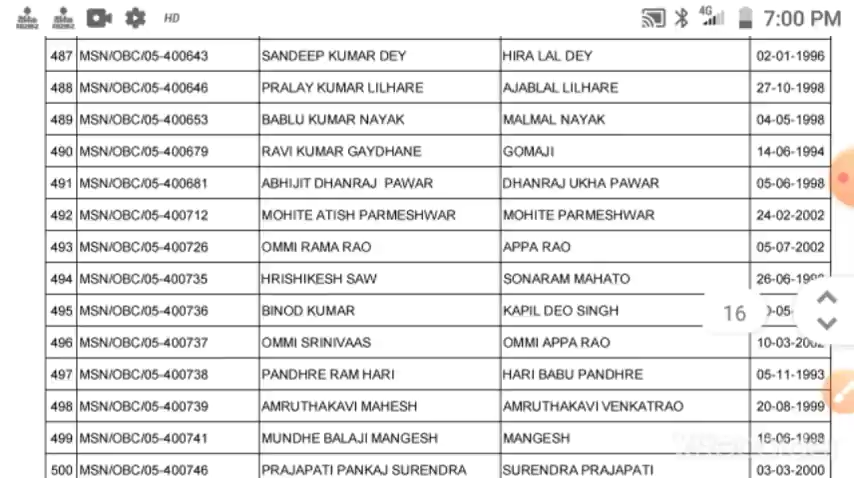 HD 4G 7:00 PM
487 MSN/OBC/05-400643 SANDEEP KUMAR DEY HIRA LAL DEY 02-01-1996
488 MSN/OBC/05-400646 PRALAY KUMAR LILHARE AJABLAL LILHARE 27-10-1998
489 MSN/OBC/05-400653 BABLU KUMAR NAYAK MALMAL NAYAK 04-05-1998
490 MSN/OBC/05-400679 RAVI KUMAR GAYDHANE GOMAJI 14-06-1994
491 MSN/OBC/05-400681 ABHIJIT DHANRAJ PAWAR DHANRAJ UKHA PAWAR 05-06-1998
492 MSN/OBC/05-400712 MOHITE ATISH PARMESHWAR MOHITE PARMESHWAR 24-02-2002
493 MSN/OBC/05-400726 OMMI RAMA RAO APPA RAO 05-07-2002
494 MSN/OBC/05-400735 HRISHIKESH SAW SONARAM MAHATO
495 MSN/OBC/05-400736 BINOD KUMAR KAPIL DEO SINGH 16
496 MSN/OBC/05-400737 OMMI SRINIVAAS OMMI APPA RAO 10-03-2002
497 MSN/OBC/05-400738 PANDHRE RAM HARI HARI BABU PANDHRE 05-11-1993
498 MSN/OBC/05-400739 AMRUTHAKAVI MAHESH AMRUTHAKAVI VENKATRAO 20-08-1999
499 MSN/OBC/05-400741 MUNDHE BALAJI MANGESH MANGESH 16-06-1998
500 MSN/OBC/05-400746 PRAJAPATI PANKAJ SURENDRA SURENDRA PRAJAPATI 03-03-2000